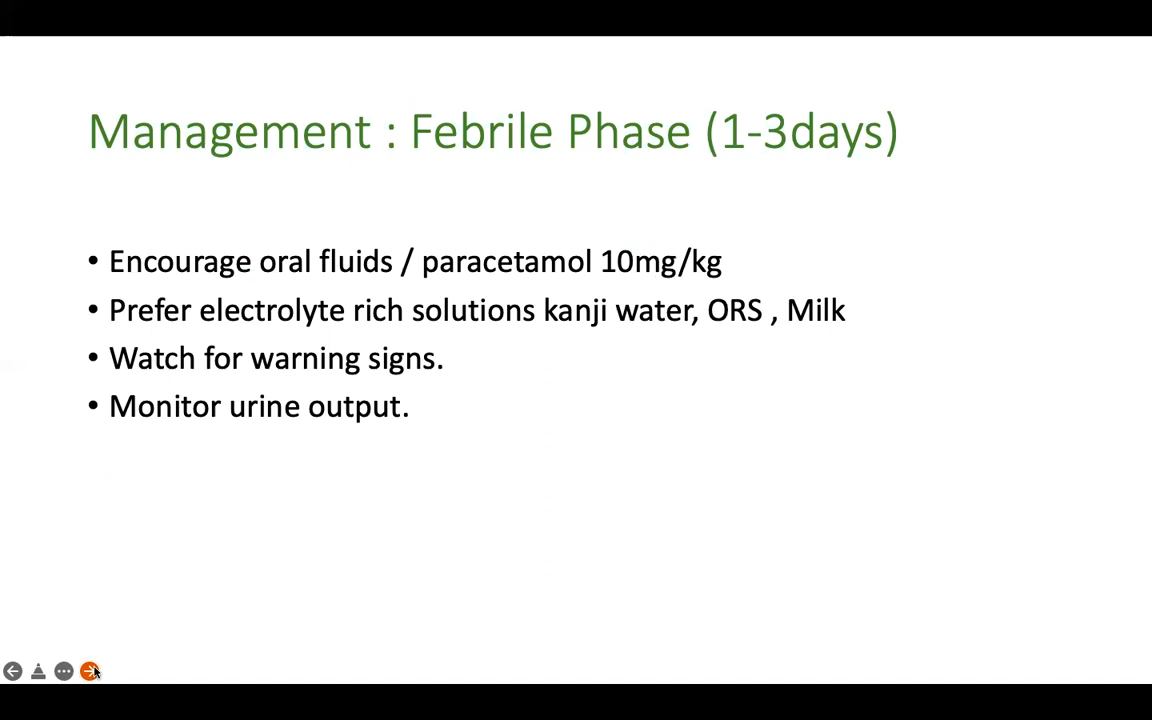 Management : Febrile Phase (1-3days)
• Encourage oral fluids / paracetamol 10mg/kg
• Prefer electrolyte rich solutions kanji water, ORS , Milk
• Watch for warning signs.
• Monitor urine output.